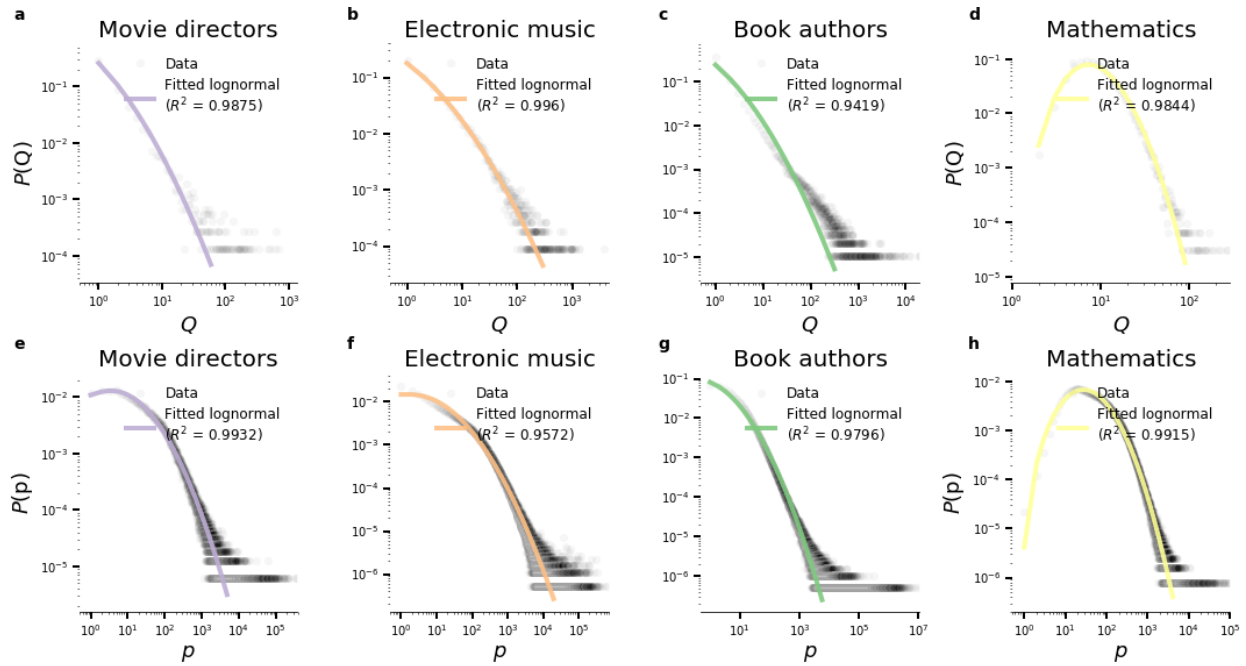 a
Movie directors
Data
Fitted lognormal
(R² = 0.9875)
P(Q)
10⁻¹
10⁻²
10⁻³
10⁻⁴
10⁰ 10¹ 10² 10³
Q
b
Electronic music
Data
Fitted lognormal
(R² = 0.996)
10⁻¹
10⁻²
10⁻³
10⁻⁴
10⁰ 10¹ 10² 10³
Q
c
Book authors
Data
Fitted lognormal
(R² = 0.9419)
10⁻¹
10⁻²
10⁻³
10⁻⁴
10⁻⁵
10⁰ 10¹ 10² 10³ 10⁴
Q
d
Mathematics
Data
Fitted lognormal
(R² = 0.9844)
P(Q)
10⁻¹
10⁻²
10⁻³
10⁻⁴
10⁻⁵
10⁰ 10¹ 10²
Q
e
Movie directors
Data
Fitted lognormal
(R² = 0.9932)
P(p)
10⁻²
10⁻³
10⁻⁴
10⁻⁵
10⁰ 10¹ 10² 10³ 10⁴ 10⁵
p
f
Electronic music
Data
Fitted lognormal
(R² = 0.9572)
10⁻²
10⁻³
10⁻⁴
10⁻⁵
10⁻⁶
10⁰ 10¹ 10² 10³ 10⁴ 10⁵
p
g
Book authors
Data
Fitted lognormal
(R² = 0.9796)
10⁻¹
10⁻²
10⁻³
10⁻⁴
10⁻⁵
10⁻⁶
10¹ 10³ 10⁵ 10⁷
p
h
Mathematics
Data
Fitted lognormal
(R² = 0.9915)
P(p)
10⁻²
10⁻³
10⁻⁴
10⁻⁵
10⁻⁶
10⁰ 10¹ 10² 10³ 10⁴ 10⁵
p